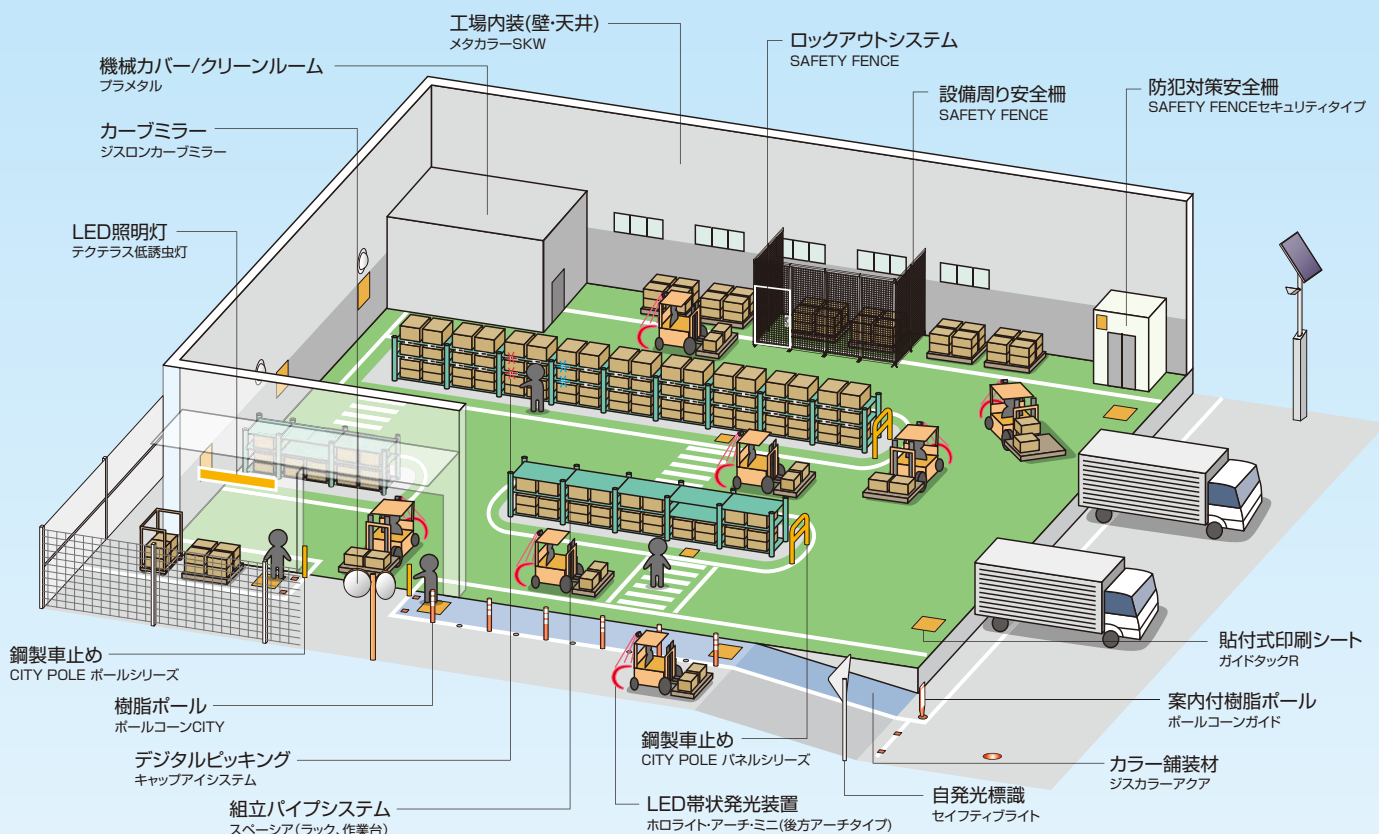 工場内装(壁・天井)
メタカラーSKW
ロックアウトシステム
SAFETY FENCE
機械カバー/クリーンルーム
プラメタル
設備周り安全柵
SAFETY FENCE
防犯対策安全柵
SAFETY FENCEセキュリティタイプ
カーブミラー
ジスロンカーブミラー
LED照明灯
テクテラス低誘虫灯
鋼製車止め
CITY POLE ポールシリーズ
樹脂ポール
ポールコーンCITY
デジタルピッキング
キャップアイシステム
組立パイプシステム
スペーシア(ラック、作業台)
鋼製車止め
CITY POLE パネルシリーズ
LED帯状発光装置
ホロライト・アーチ・ミニ(後方アーチタイプ)
自発光標識
セイフティブライト
貼付式印刷シート
ガイドタックR
案内付樹脂ポール
ポールコーンガイド
カラー舗装材
ジスカラーアクア